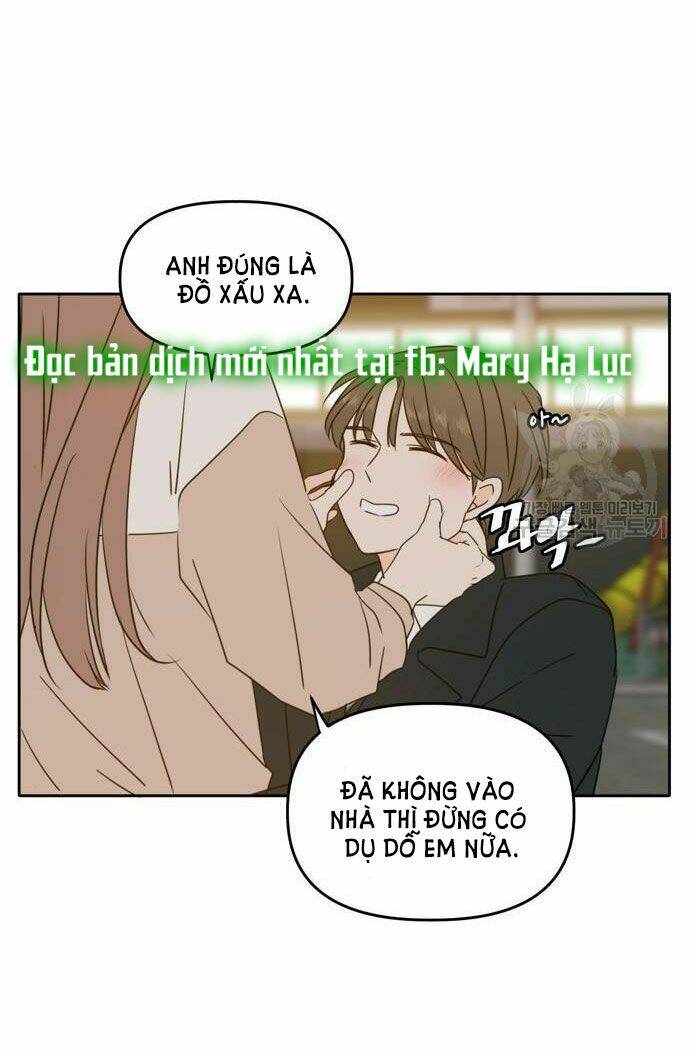 ANH ĐÚNG LÀ
ĐỒ XẤU XA.
Đọc bản dịch mới nhất tại fb: Mary Hạ Lục
아~
꽈악~
ĐÃ KHÔNG VÀO
NHÀ THÌ ĐỪNG CÓ
DỤ DỖ EM NỮA.